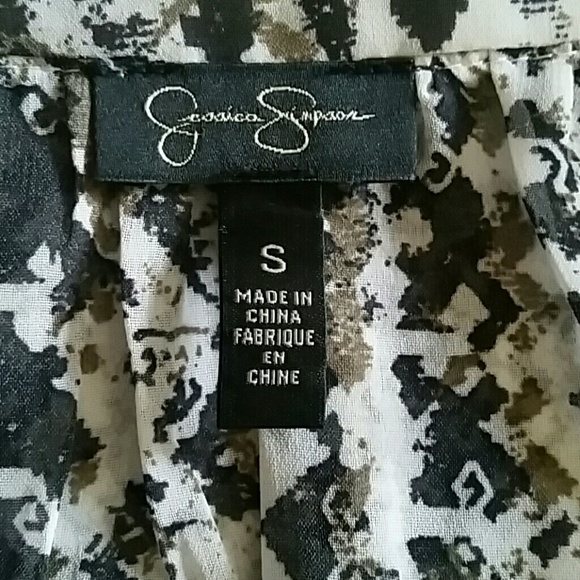 Jessica Simpson
S
MADE IN
CHINA
FABRIQUE
EN
CHINE